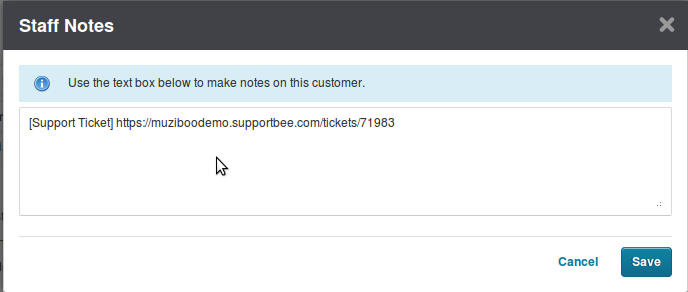 Staff Notes
Use the text box below to make notes on this customer.
[Support Ticket] https://muziboodemo.supportbee.com/tickets/71983
Cancel
Save